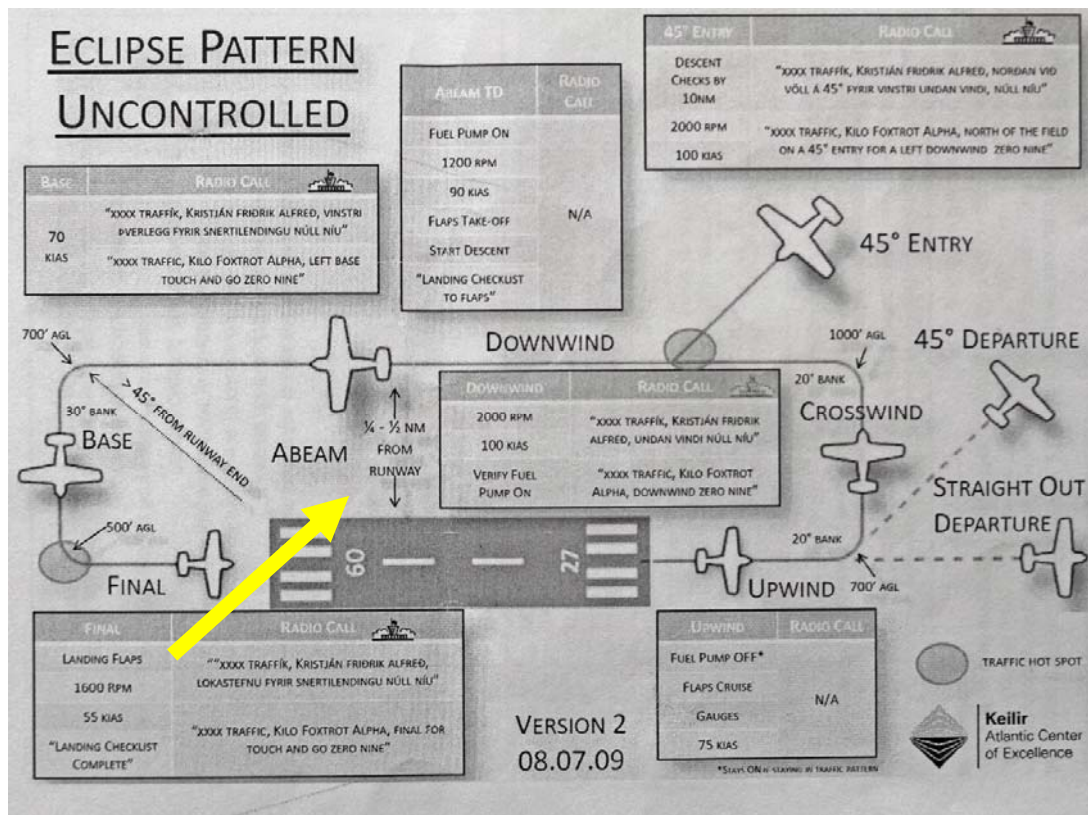 ECLIPSE PATTERN
UNCONTROLLED
ABEAM TD
RADIO
CALL
FUEL PUMP ON
1200 RPM
90 KIAS
FLAPS TAKE-OFF
START DESCENT
"LANDING CHECKLIST
TO FLAPS"
N/A
45° ENTRY
RADIO CALL
DESCENT
CHECKS BY
10NM
2000 RPM
100 KIAS
"XXXX TRAFFÍK, KRISTJÁN FRIÐRIK ALFREÐ, NORÐAN VIÐ
VÖLL Á 45° FYRIR VINSTRI UNDAN VINDI, NÚLL NÍU"
"XXXX TRAFFIC, KILO FOXTROT ALPHA, NORTH OF THE FIELD
ON A 45° ENTRY FOR A LEFT DOWNWIND ZERO NINE"
BASE
RADIO CALL
70
KIAS
"XXXX TRAFFÍK, KRISTJÁN FRIÐRIK ALFREÐ, VINSTRI
ÞVERLEGG FYRIR SNERTILENDINGU NÚLL NÍU"
"XXXX TRAFFIC, KILO FOXTROT ALPHA, LEFT BASE
TOUCH AND GO ZERO NINE"
45° ENTRY
700' AGL
DOWNWIND
1000' AGL
45° DEPARTURE
> 45° FROM RUNWAY END
30° BANK
BASE
ABEAM
¼ - ½ NM
FROM
RUNWAY
DOWNWIND
RADIO CALL
2000 RPM
100 KIAS
VERIFY FUEL
PUMP ON
"XXXX TRAFFÍK, KRISTJÁN FRIÐRIK
ALFREÐ, UNDAN VINDI NÚLL NÍU"
"XXXX TRAFFIC, KILO FOXTROT
ALPHA, DOWNWIND ZERO NINE"
20° BANK
CROSSWIND
STRAIGHT OUT
DEPARTURE
500' AGL
FINAL
09
27
20° BANK
UPWIND
700' AGL
FINAL
RADIO CALL
LANDING FLAPS
1600 RPM
55 KIAS
"LANDING CHECKLIST
COMPLETE"
""XXXX TRAFFÍK, KRISTJÁN FRIÐRIK ALFREÐ,
LOKASTEFNU FYRIR SNERTILENDINGU NÚLL NÍU"
"XXXX TRAFFIC, KILO FOXTROT ALPHA, FINAL FOR
TOUCH AND GO ZERO NINE"
VERSION 2
08.07.09
UPWIND
RADIO CALL
FUEL PUMP OFF*
FLAPS CRUISE
GAUGES
75 KIAS
N/A
*STAYS ON IF STAYING IN TRAFFIC PATTERN
TRAFFIC HOT SPOT
Keilir
Atlantic Center
of Excellence